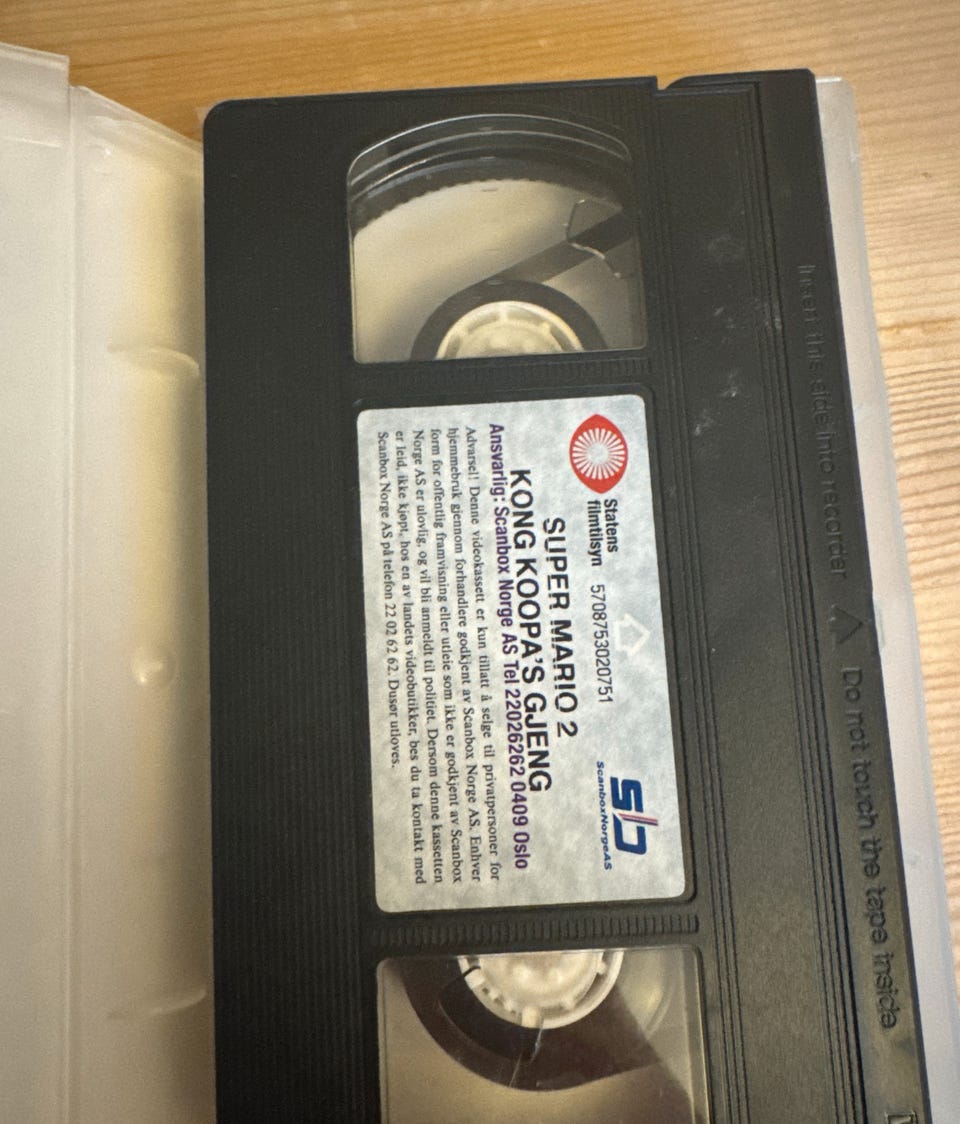 Statens
filmtilsyn 5708753020751
ScanboxNorgeAS
SUPER MARIO 2
KONG KOOPA'S GJENG
Ansvarlig: Scanbox Norge AS Tel 22026262 0409 Oslo
Advarsel! Denne videokassett er kun tillatt å selge til privatpersoner for
hjemmebruk gjennom forhandlere godkjent av Scanbox Norge AS. Enhver
form for offentlig framvisning eller utleie som ikke er godkjent av Scanbox
Norge AS er ulovlig, og vil bli anmeldt til politiet. Dersom denne kassetten
er leid, ikke kjøpt, hos en av landets videobutikker, bes du ta kontakt med
Scanbox Norge AS på telefon 22 02 62 62. Dusør utloves.
Insert this side into recorder Do not touch the tape inside